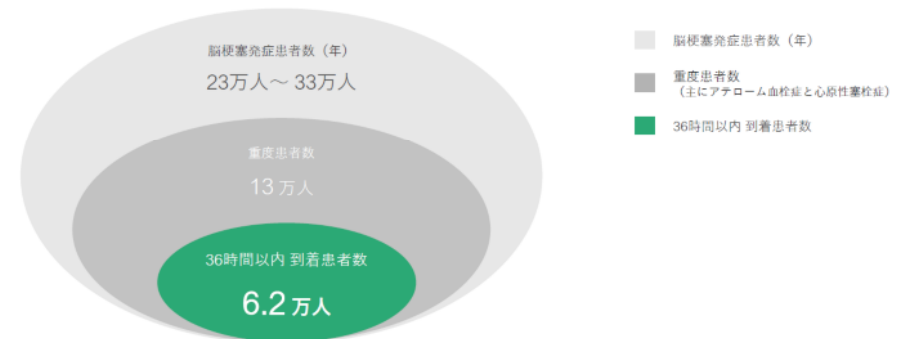 脳梗塞発症患者数（年）
23万人〜 33万人
重度患者数
13 万人
36時間以内 到着患者数
6.2 万人
脳梗塞発症患者数（年）
重度患者数
（主にアテローム血栓症と心原性塞栓症）
36時間以内 到着患者数